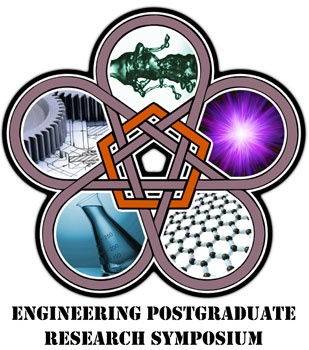 ENGINEERING POSTGRADUATE
RESEARCH SYMPOSIUM